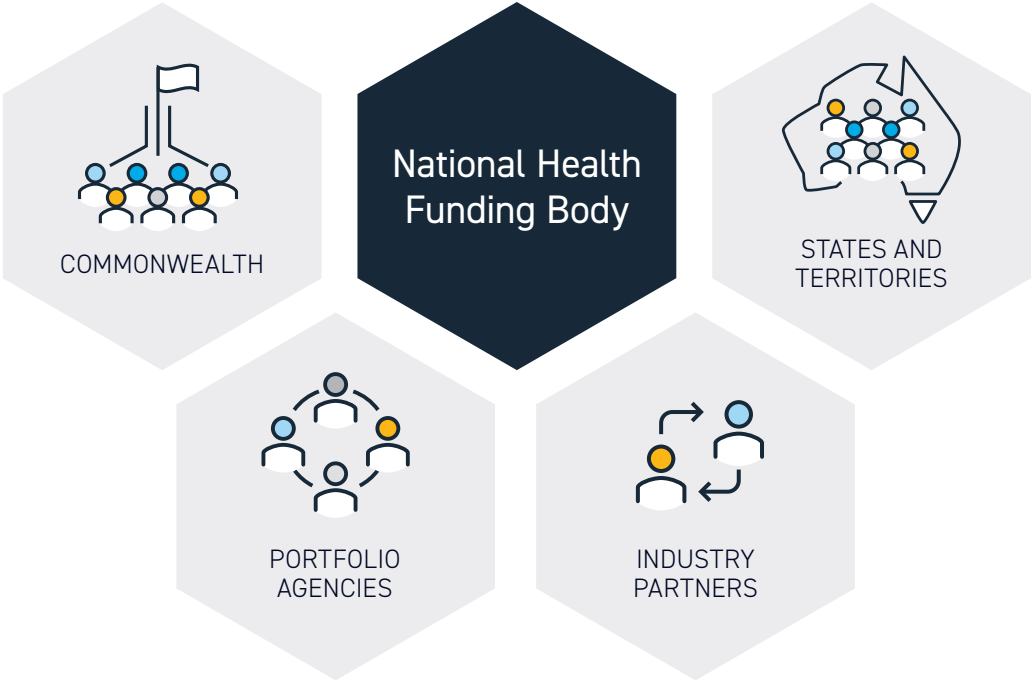 COMMONWEALTH
National Health
Funding Body
STATES AND
TERRITORIES
PORTFOLIO
AGENCIES
INDUSTRY
PARTNERS